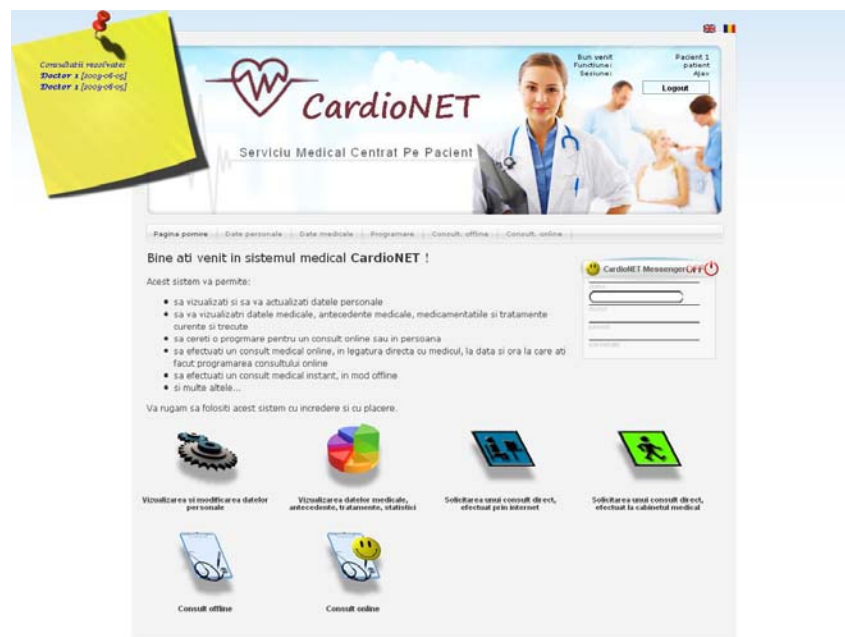 Consultatii rezolvate:
Doctor 1 [2009-06-05]
Doctor 1 [2009-06-05]
Bun venit Pacient 1
Functiune: patient
Sesiune: Ajax
Logout
CardioNET
Serviciu Medical Centrat Pe Pacient
Pagina pornire Date personale Date medicale Programare Consult. offline Consult. online
Bine ati venit in sistemul medical CardioNET !
CardioNET Messenger OFF
Acest sistem va permite:
sa vizualizati si sa va actualizati datele personale
sa va vizualizatri datele medicale, antecedente medicale, medicamentatiile si tratamente
curente si trecute
sa cereti o progrmare pentru un consult online sau in persoana
sa efectuati un consult medical online, in legatura directa cu medicul, la data si ora la care ati
facut programarea consultului online
sa efectuati un consult medical instant, in mod offline
si multe altele...
Va rugam sa folositi acest sistem cu incredere si cu placere.
Vizualizarea si modificarea datelor
personale
Vizualizarea datelor medicale,
antecedente, tratamente, statistici
Solicitarea unui consult direct,
efectuat prin internet
Solicitarea unui consult direct,
efectuat la cabinetul medical
Consult offline
Consult online